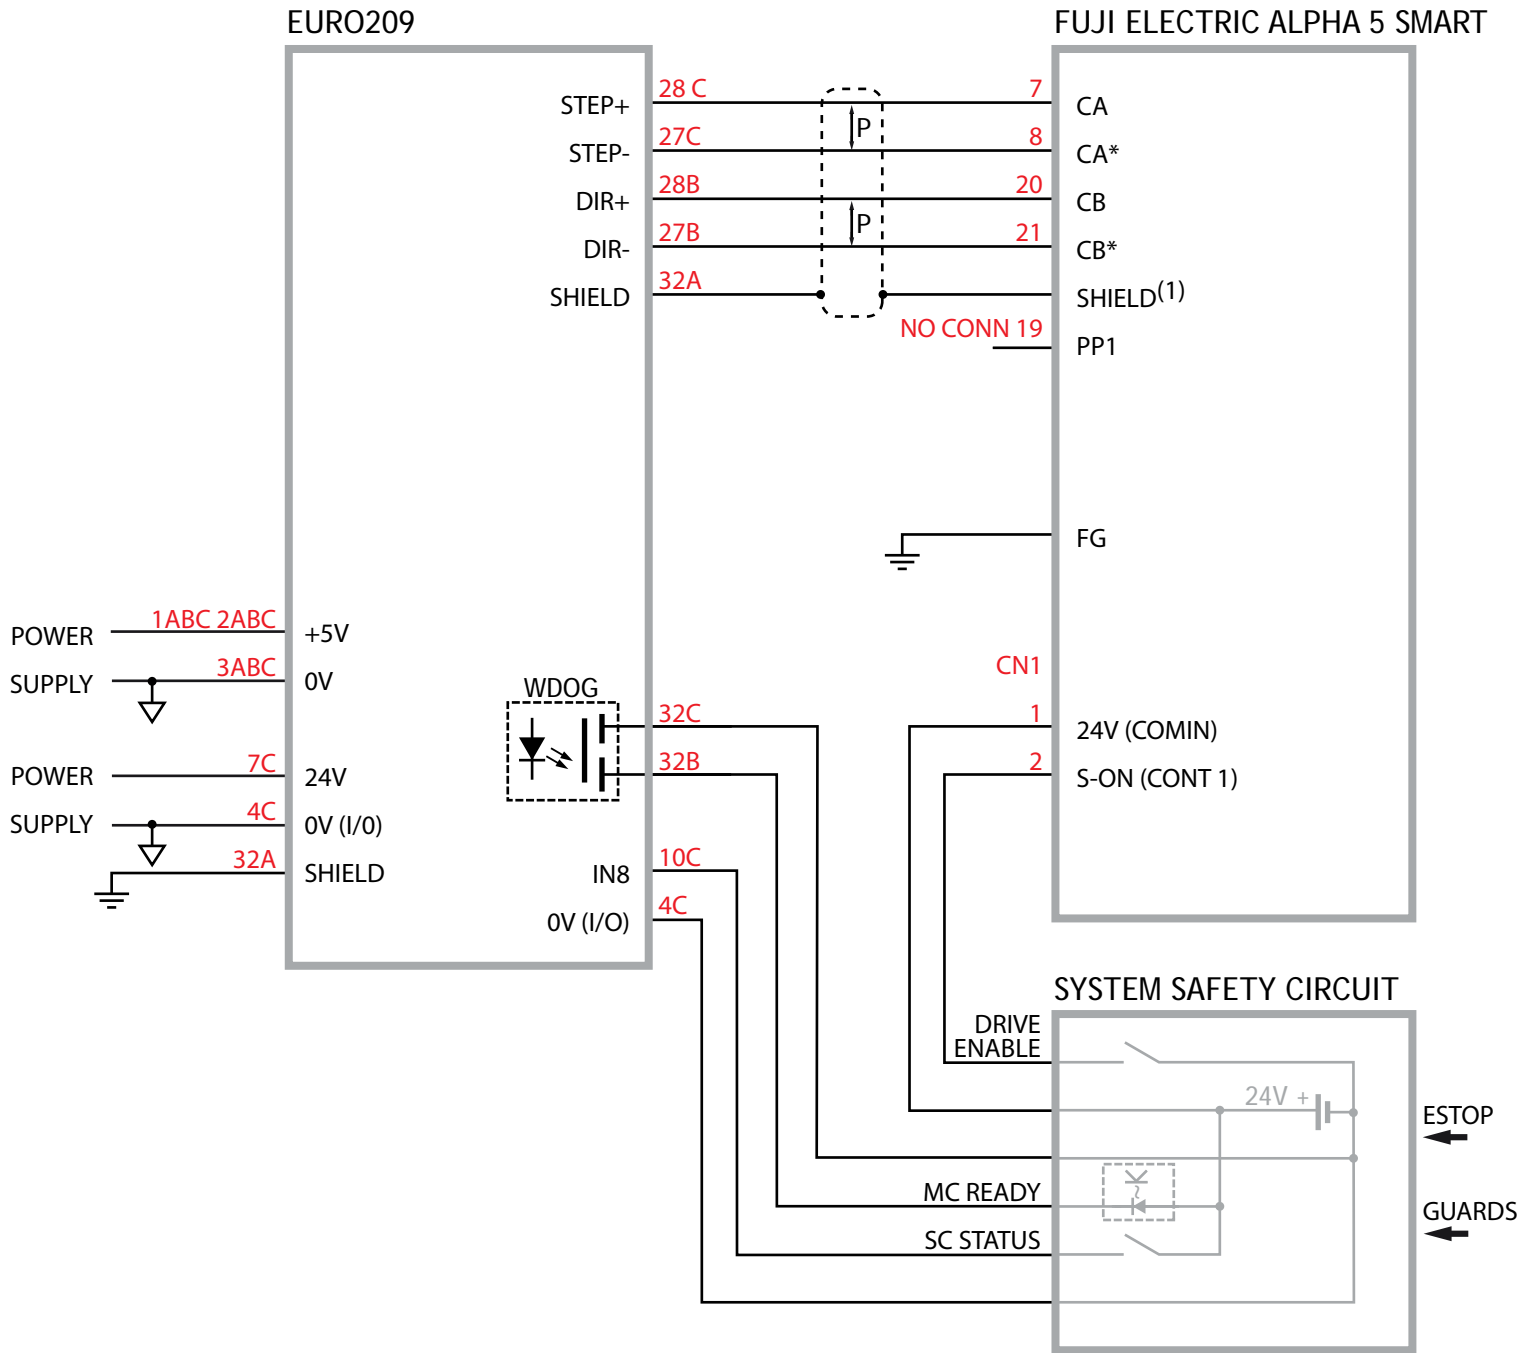 EURO209
FUJI ELECTRIC ALPHA 5 SMART
STEP+ 28 C 7 CA
P
STEP- 27C 8 CA*
DIR+ 28B 20 CB
P
DIR- 27B 21 CB*
SHIELD 32A SHIELD(1)
NO CONN 19 PP1
FG
POWER 1ABC 2ABC +5V
SUPPLY 3ABC 0V
CN1
WDOG
32C 1 24V (COMIN)
POWER 7C 24V
32B 2 S-ON (CONT 1)
SUPPLY 4C 0V (I/0)
32A SHIELD
IN8 10C
0V (I/O) 4C
SYSTEM SAFETY CIRCUIT
DRIVE
ENABLE
24V +
ESTOP
MC READY
GUARDS
SC STATUS